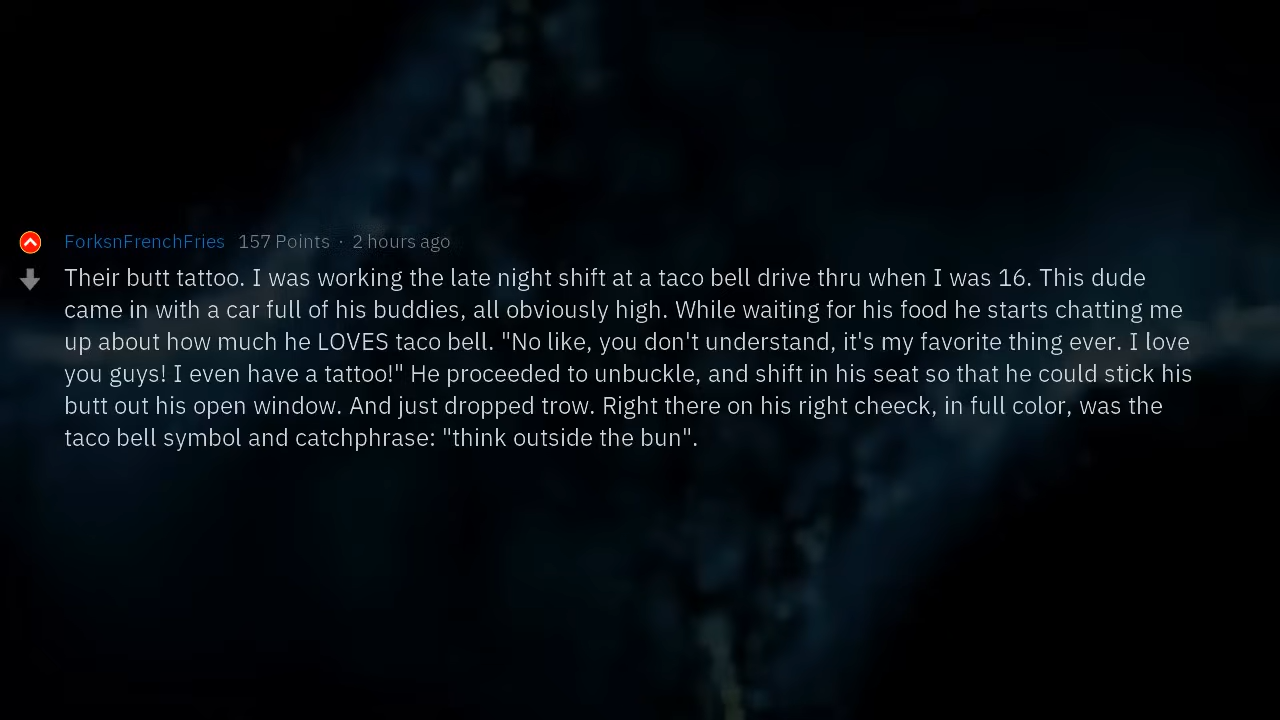 ForksnFrenchFries 157 Points · 2 hours ago
Their butt tattoo. I was working the late night shift at a taco bell drive thru when I was 16. This dude
came in with a car full of his buddies, all obviously high. While waiting for his food he starts chatting me
up about how much he LOVES taco bell. "No like, you don't understand, it's my favorite thing ever. I love
you guys! I even have a tattoo!" He proceeded to unbuckle, and shift in his seat so that he could stick his
butt out his open window. And just dropped trow. Right there on his right cheeck, in full color, was the
taco bell symbol and catchphrase: "think outside the bun".